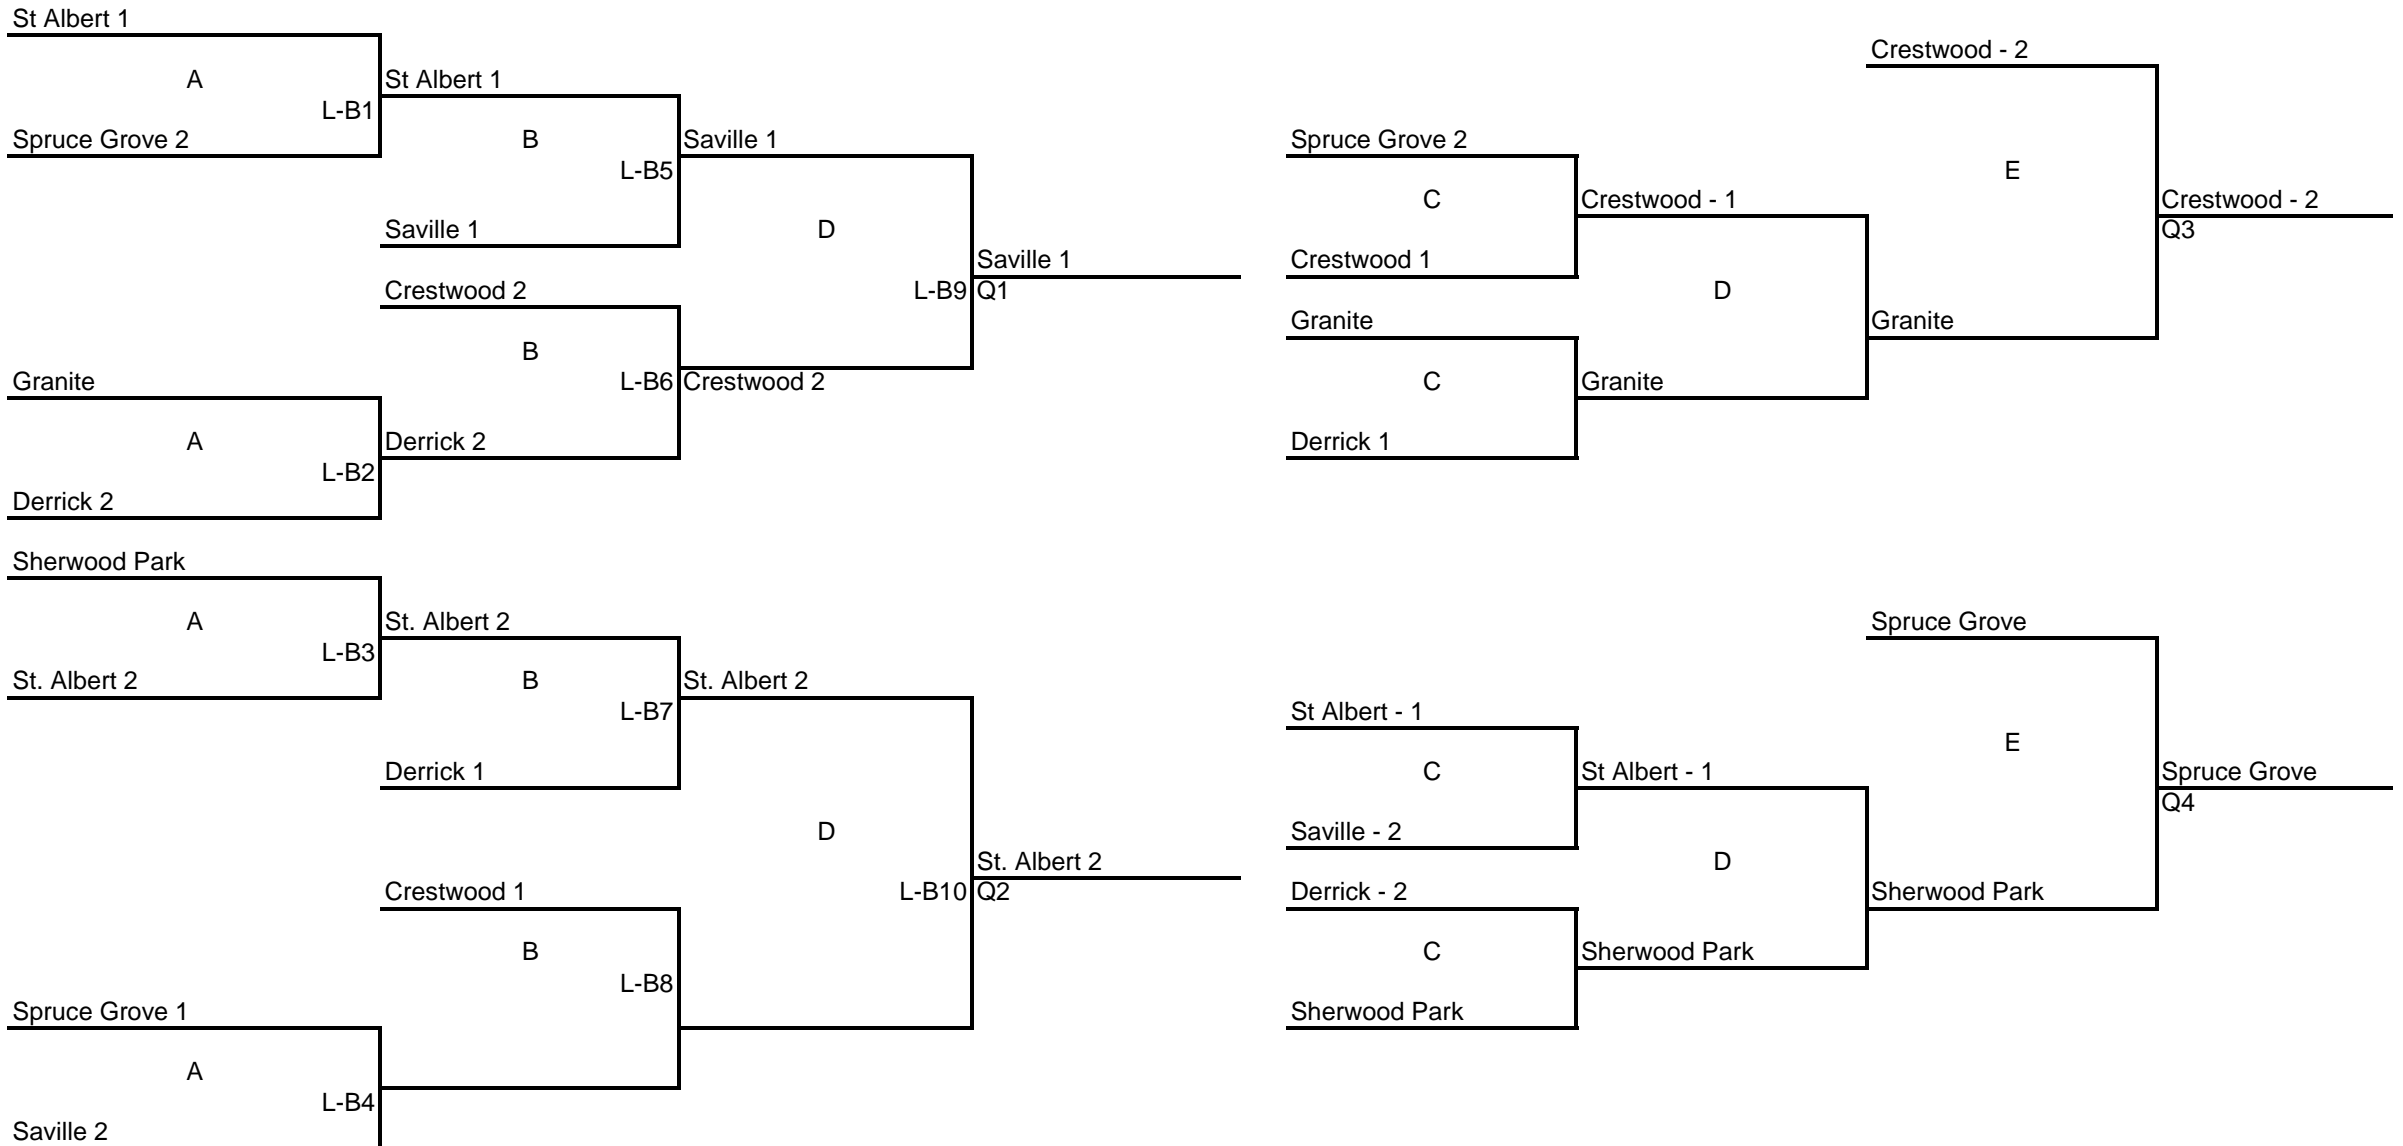 St Albert 1
A
L-B1
Spruce Grove 2
St Albert 1
B
L-B5
Saville 1
Saville 1
D
Crestwood 2
B
L-B6
Crestwood 2
Granite
A
L-B2
Derrick 2
Derrick 2
L-B9
Saville 1
Q1
Sherwood Park
A
L-B3
St. Albert 2
St. Albert 2
B
L-B7
Derrick 1
St. Albert 2
D
Crestwood 1
B
L-B8
Spruce Grove 1
A
L-B4
Saville 2
L-B10
St. Albert 2
Q2
Crestwood - 2
Spruce Grove 2
C
Crestwood 1
Crestwood - 1
D
Granite
C
Derrick 1
Granite
E
Granite
Crestwood - 2
Q3
Spruce Grove
St Albert - 1
C
Saville - 2
St Albert - 1
D
Derrick - 2
C
Sherwood Park
Sherwood Park
E
Sherwood Park
Spruce Grove
Q4